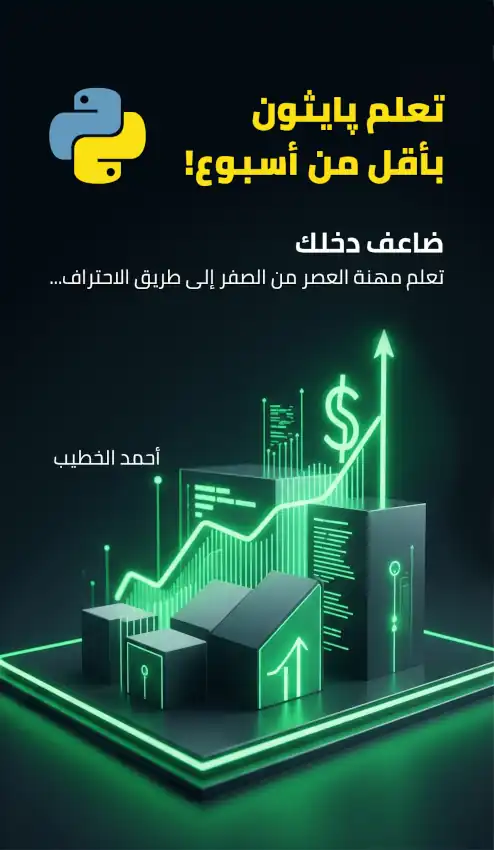 تعلم پايثون
بأقل من أسبوع!
ضاعف دخلك
تعلم مهنة العصر من الصفر إلى طريق الاحتراف...
$
أحمد الخطيب